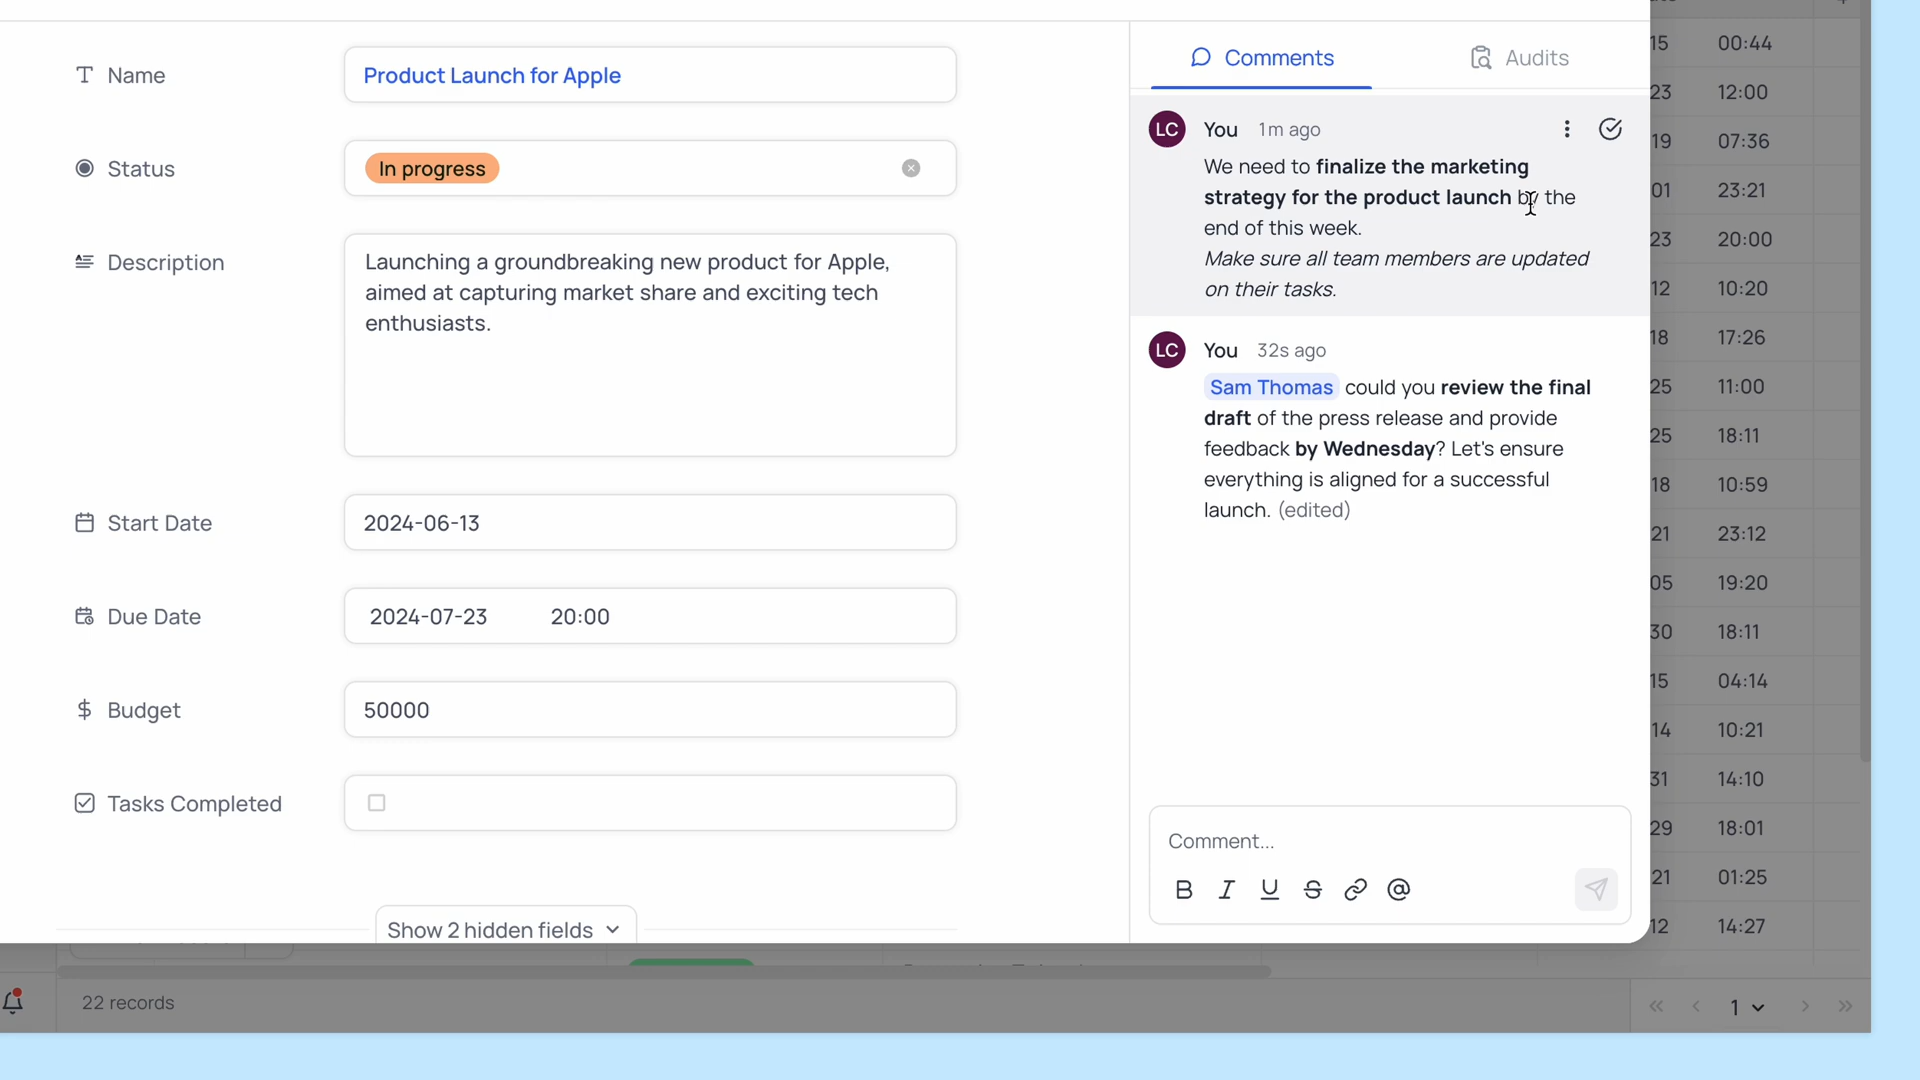 Name
Product Launch for Apple
Status
In progress
Description
Launching a groundbreaking new product for Apple,
aimed at capturing market share and exciting tech
enthusiasts.
Start Date
2024-06-13
Due Date
2024-07-23 20:00
Budget
50000
Tasks Completed
Show 2 hidden fields
Comments
Audits
LC You 1m ago
We need to finalize the marketing
strategy for the product launch by the
end of this week.
Make sure all team members are updated
on their tasks.
LC You 32s ago
Sam Thomas could you review the final
draft of the press release and provide
feedback by Wednesday? Let's ensure
everything is aligned for a successful
launch. (edited)
Comment...
B I U S @
15 00:44
23 12:00
19 07:36
01 23:21
23 20:00
12 10:20
18 17:26
25 11:00
25 18:11
18 10:59
21 23:12
05 19:20
30 18:11
15 04:14
14 10:21
31 14:10
29 18:01
21 01:25
12 14:27
22 records
1